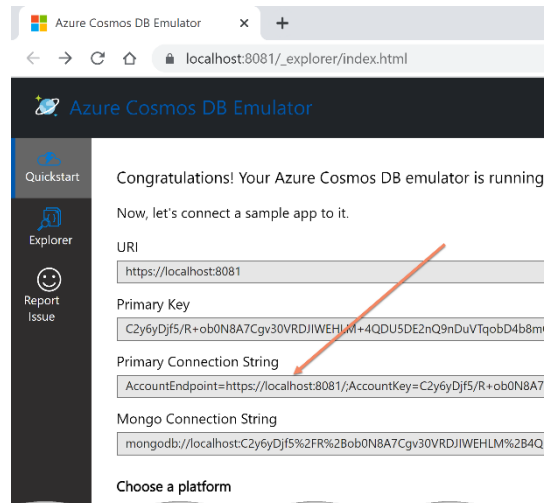 Azure Cosmos DB Emulator
localhost:8081/_explorer/index.html
Azure Cosmos DB Emulator
Quickstart
Explorer
Report
Issue
Congratulations! Your Azure Cosmos DB emulator is running
Now, let's connect a sample app to it.
URI
https://localhost:8081
Primary Key
C2y6yDjf5/R+ob0N8A7Cgv30VRDJIWEHLM+4QDU5DE2nQ9nDuVTqobD4b8m
Primary Connection String
AccountEndpoint=https://localhost:8081/;AccountKey=C2y6yDjf5/R+ob0N8A7
Mongo Connection String
mongodb://localhost:C2y6yDjf5%2FR%2Bob0N8A7Cgv30VRDJIWEHLM%2B4Q
Choose a platform